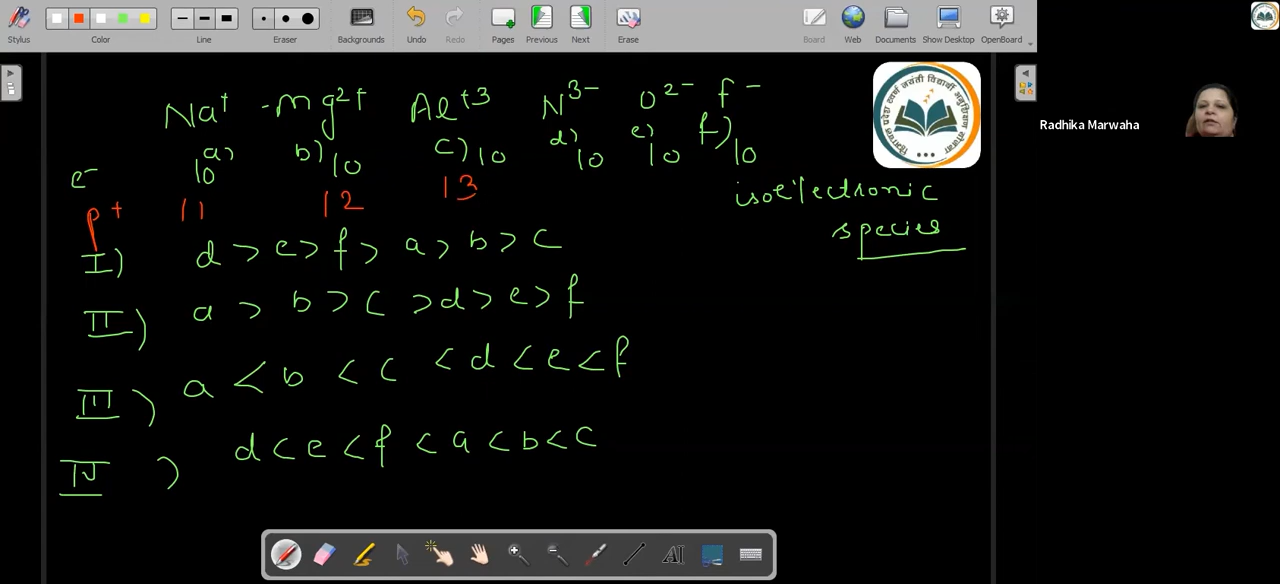 Stylus Color Line Eraser Backgrounds Undo Redo Pages Previous Next Erase Board Web Documents Show Desktop OpenBoard
Radhika Marwaha
Na⁺ Mg²⁺ Al⁺³ N³⁻ O²⁻ f⁻
a) b) c) d) e) f)
e⁻ 10 10 10 10 10 10
isoelectronic
species
p⁺ 11 12 13
I) d > e > f > a > b > c
II) a > b > c > d > e > f
III) a < b < c < d < e < f
IV) d < e < f < a < b < c
AI